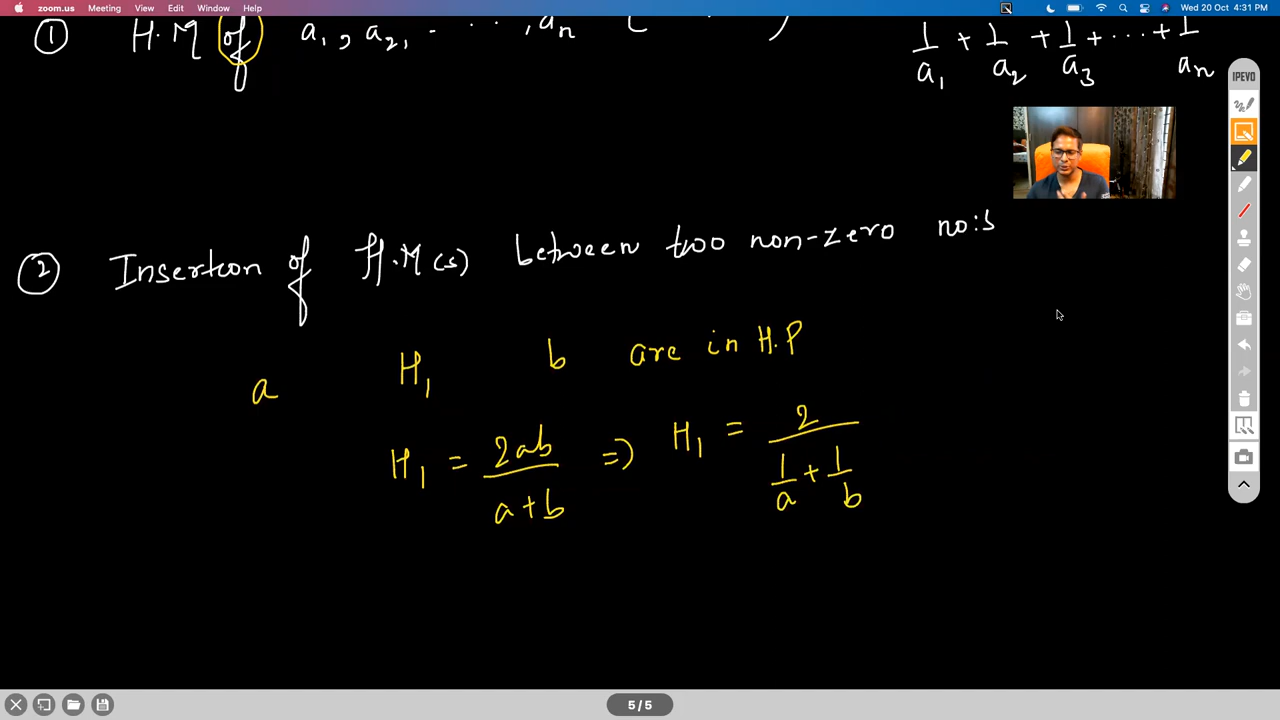 zoom.us Meeting View Edit Window Help Wed 20 Oct 4:31 PM
① H.M of a₁, a₂, - ..., aₙ ( ) 1/a₁ + 1/a₂ + 1/a₃ + ... + 1/aₙ
IPEVO
② Insertion of H.M(s) between two non-zero no:s
a H₁ b are in H.P
H₁ = 2ab/(a+b) => H₁ = 2/(1/a + 1/b)
5/5